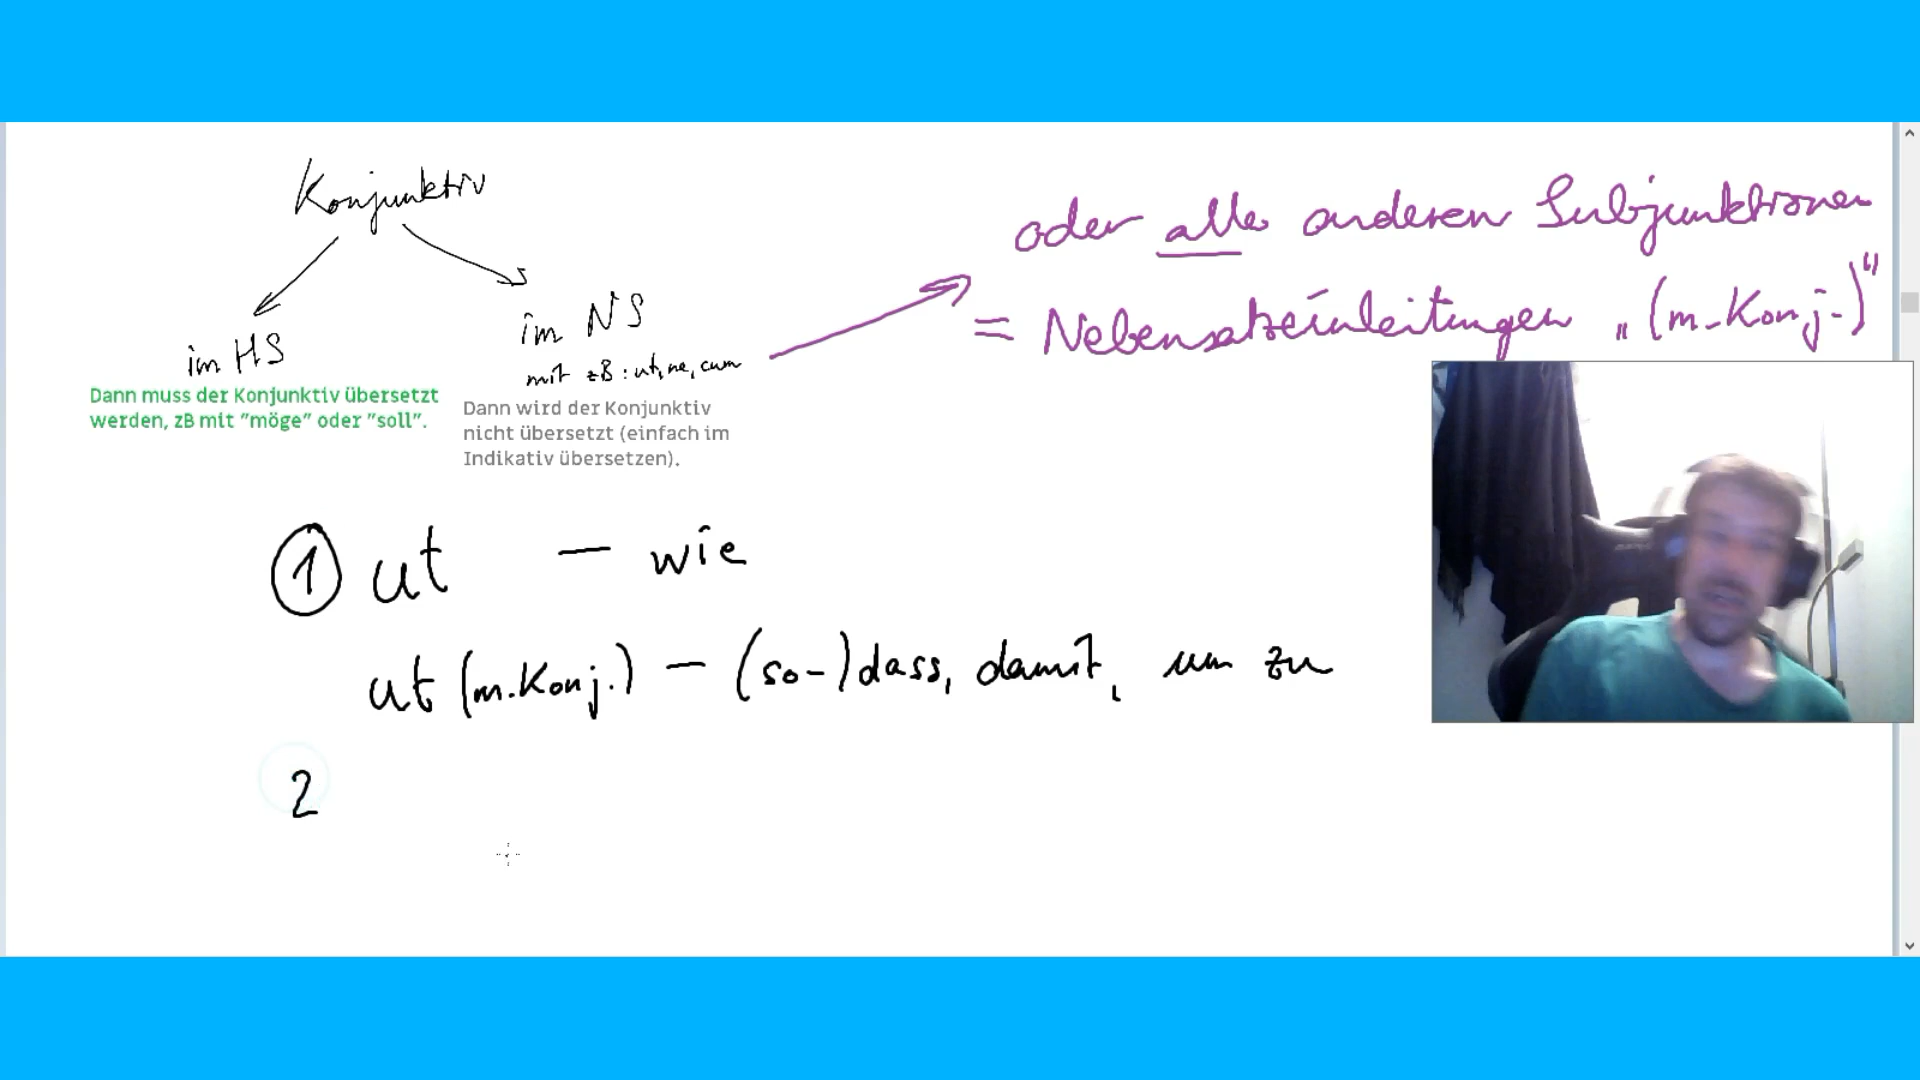 Konjunktiv
im HS
Dann muss der Konjunktiv übersetzt
werden, zB mit "möge" oder "soll".
im NS
mit zB: ut, ne, cum
Dann wird der Konjunktiv
nicht übersetzt (einfach im
Indikativ übersetzen).
oder alle anderen Subjunktionen
= Nebensatzeinleitungen „(m. Konj.)"
1 ut — wie
ut (m. Konj.) — (so-)dass, damit, um zu
2